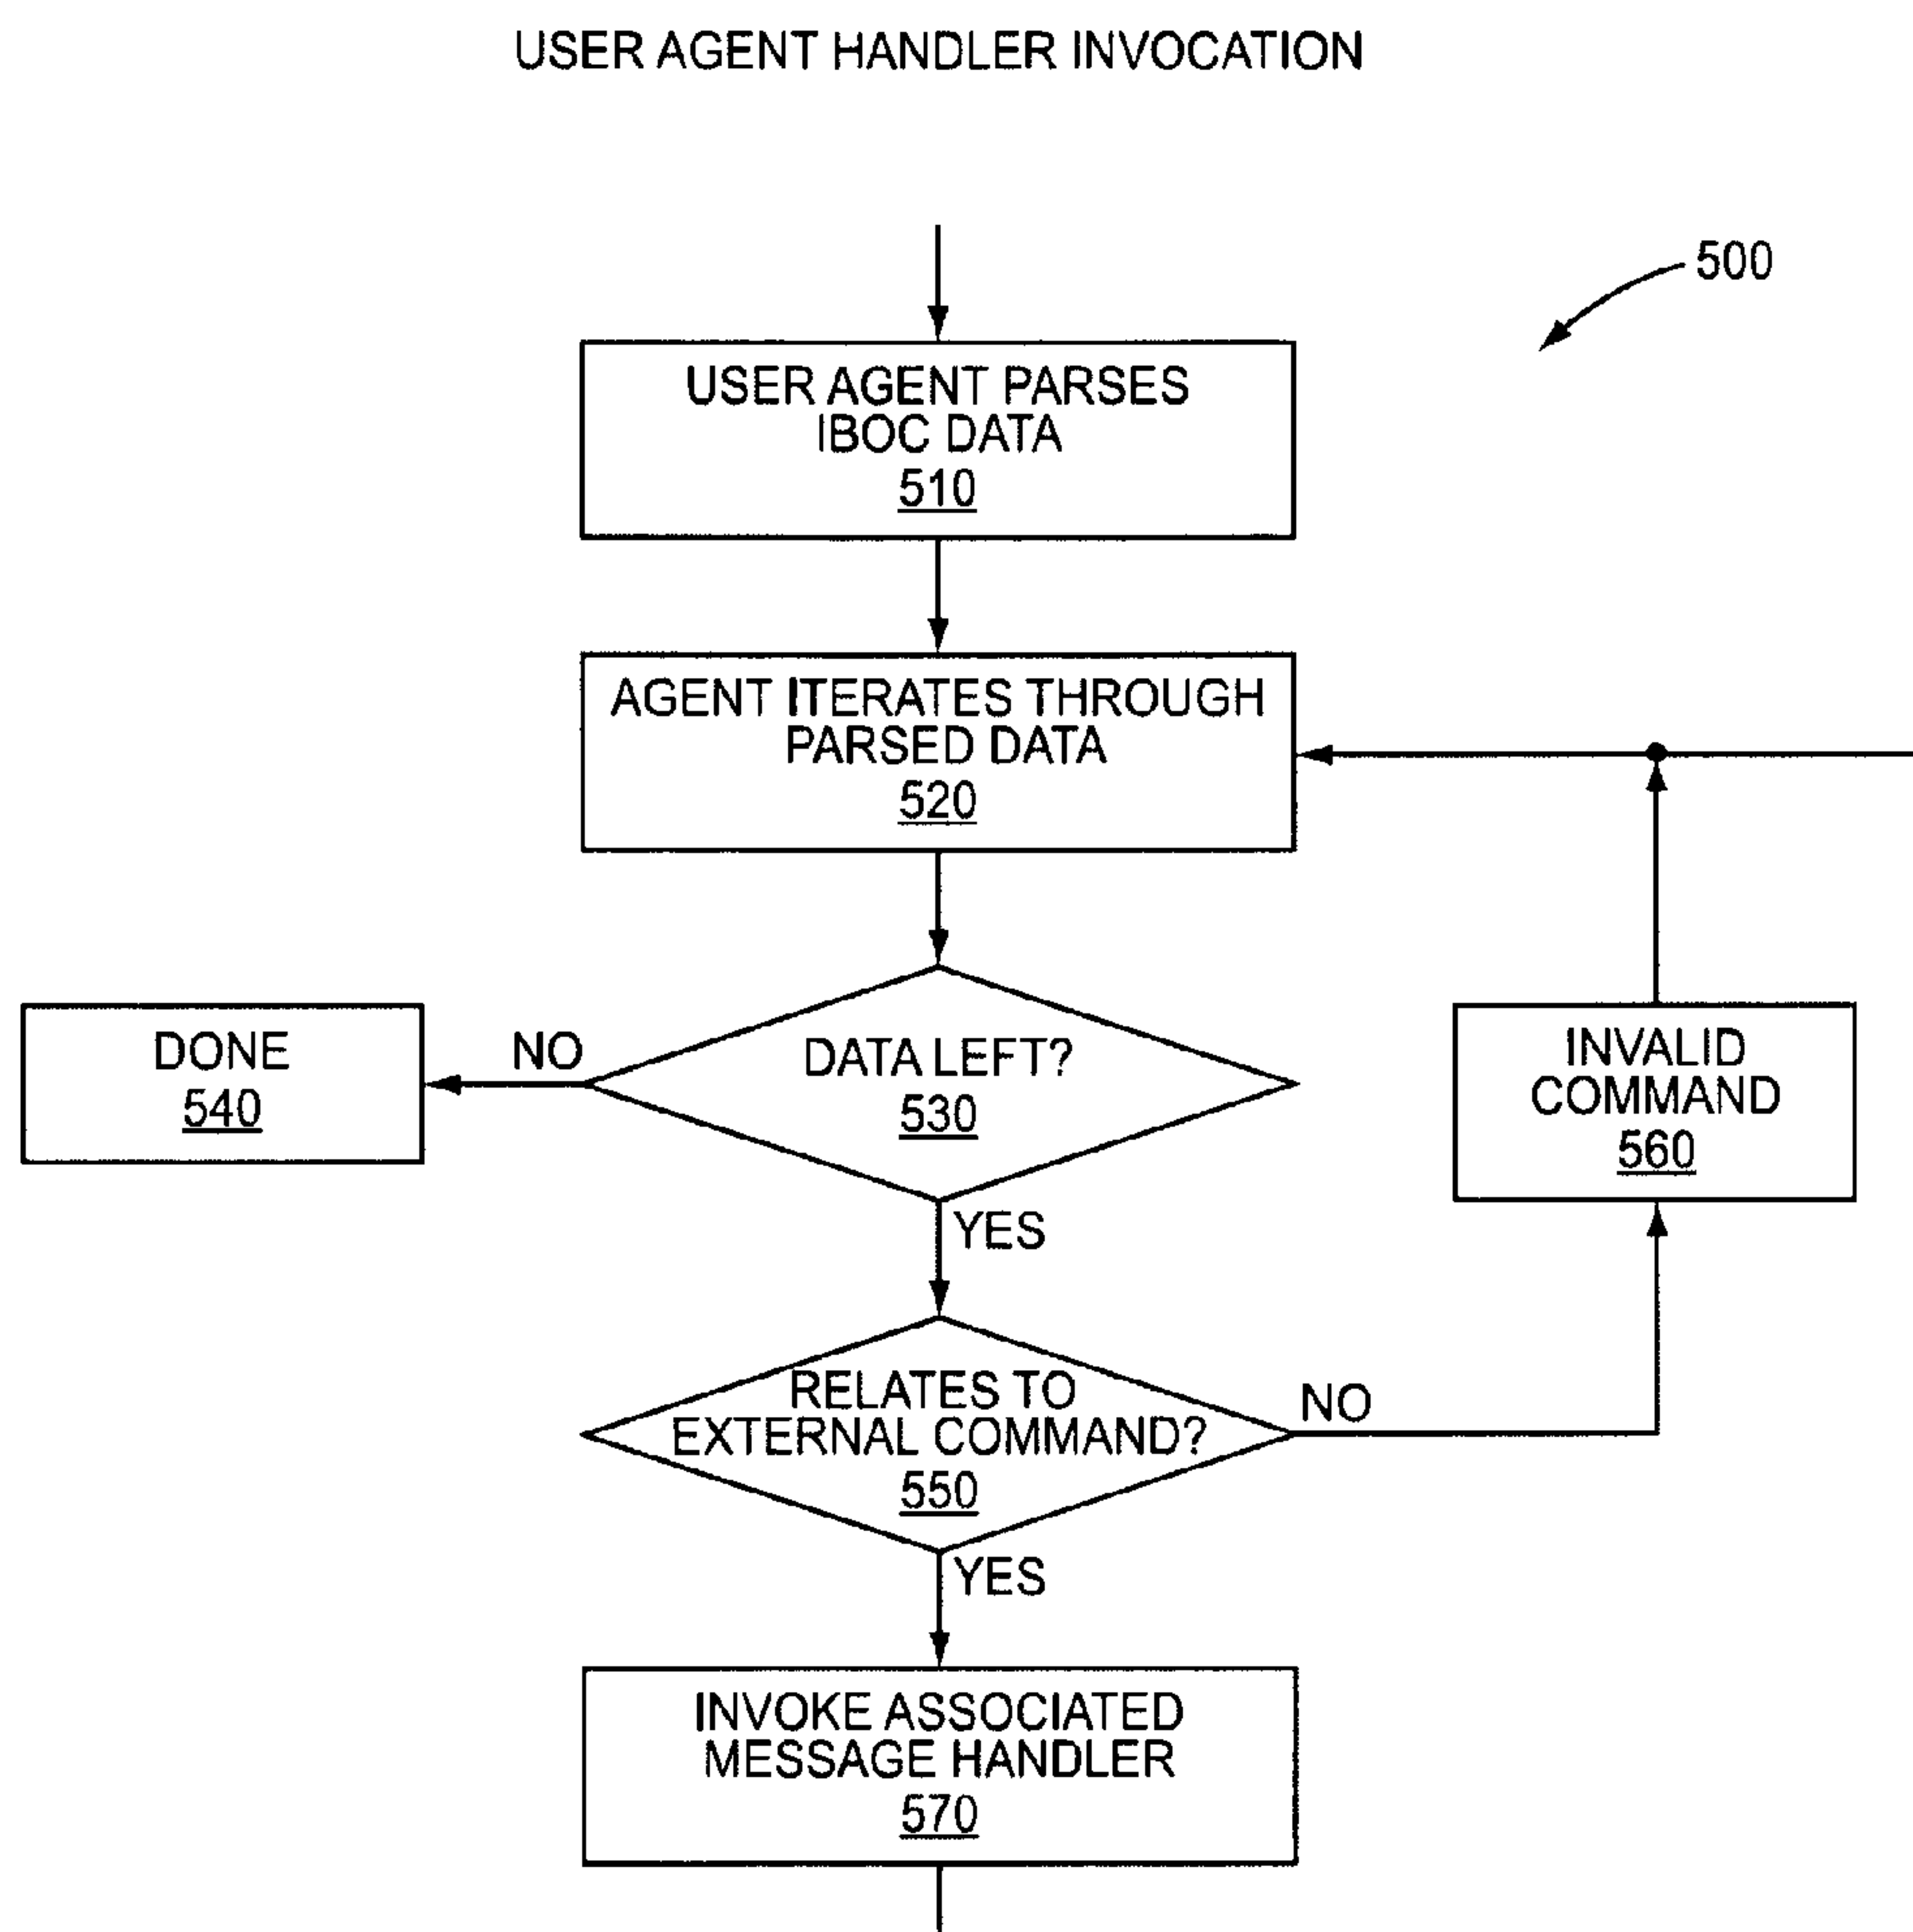 USER AGENT HANDLER INVOCATION
500
USER AGENT PARSES
IBOC DATA
510
AGENT ITERATES THROUGH
PARSED DATA
520
DONE
540
NO
DATA LEFT?
530
INVALID
COMMAND
560
YES
RELATES TO
EXTERNAL COMMAND?
550
NO
YES
INVOKE ASSOCIATED
MESSAGE HANDLER
570